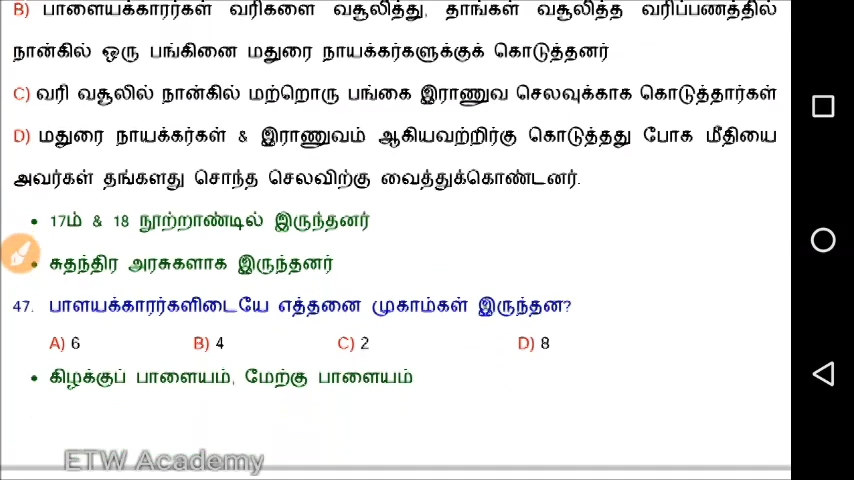 B) பாளையக்காரர்கள் வரிகளை வசூலித்து, தாங்கள் வசூலித்த வரிப்பணத்தில்
நான்கில் ஒரு பங்கினை மதுரை நாயக்கர்களுக்குக் கொடுத்தனர்
C) வரி வசூலில் நான்கில் மற்றொரு பங்கை இராணுவ செலவுக்காக கொடுத்தார்கள்
D) மதுரை நாயக்கர்கள் & இராணுவம் ஆகியவற்றிர்கு கொடுத்தது போக மீதியை
அவர்கள் தங்களது சொந்த செலவிற்கு வைத்துக்கொண்டனர்.
• 17ம் & 18 நூற்றாண்டில் இருந்தனர்
• சுதந்திர அரசுகளாக இருந்தனர்
47. பாளயக்காரர்களிடையே எத்தனை முகாம்கள் இருந்தன?
A) 6 B) 4 C) 2 D) 8
• கிழக்குப் பாளையம், மேற்கு பாளையம்
ETW Academy